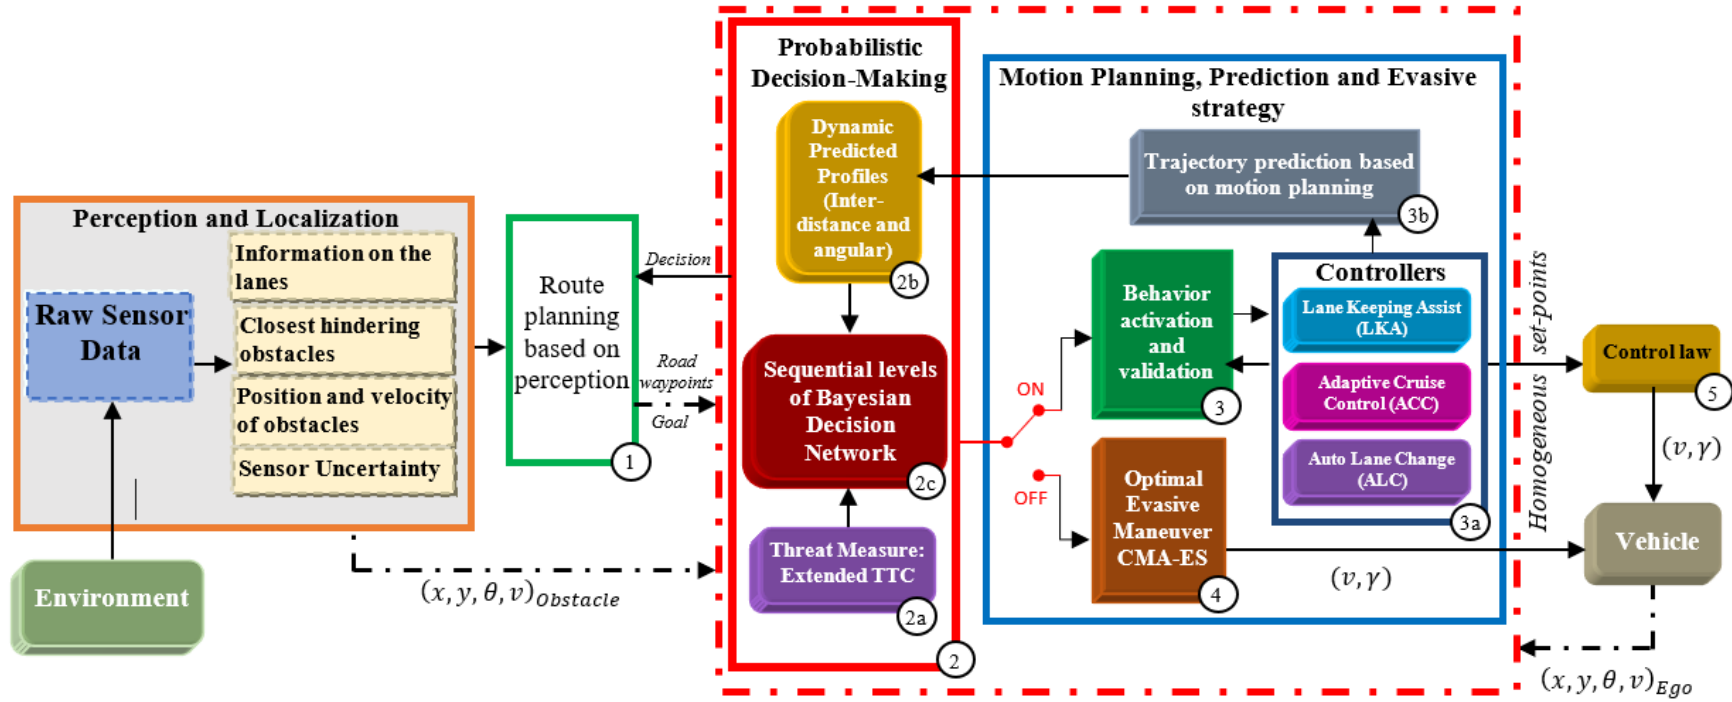 Perception and Localization
Raw Sensor
Data
Information on the
lanes
Closest hindering
obstacles
Position and velocity
of obstacles
Sensor Uncertainty
Environment
(x, y, θ, v)Obstacle
Route
planning
based on
perception
1
Decision
Road
waypoints
Goal
Probabilistic
Decision-Making
Dynamic
Predicted
Profiles
(Inter-
distance and
angular)
2b
Sequential levels
of Bayesian
Decision
Network
2c
Threat Measure:
Extended TTC
2a
2
Motion Planning, Prediction and Evasive
strategy
Trajectory prediction based
on motion planning
3b
ON
OFF
Behavior
activation
and
validation
3
Controllers
Lane Keeping Assist
(LKA)
Adaptive Cruise
Control (ACC)
Auto Lane Change
(ALC)
3a
Optimal
Evasive
Maneuver
CMA-ES
4
(v, γ)
Homogeneous set-points
Control law
5
(v, γ)
Vehicle
(x, y, θ, v)Ego